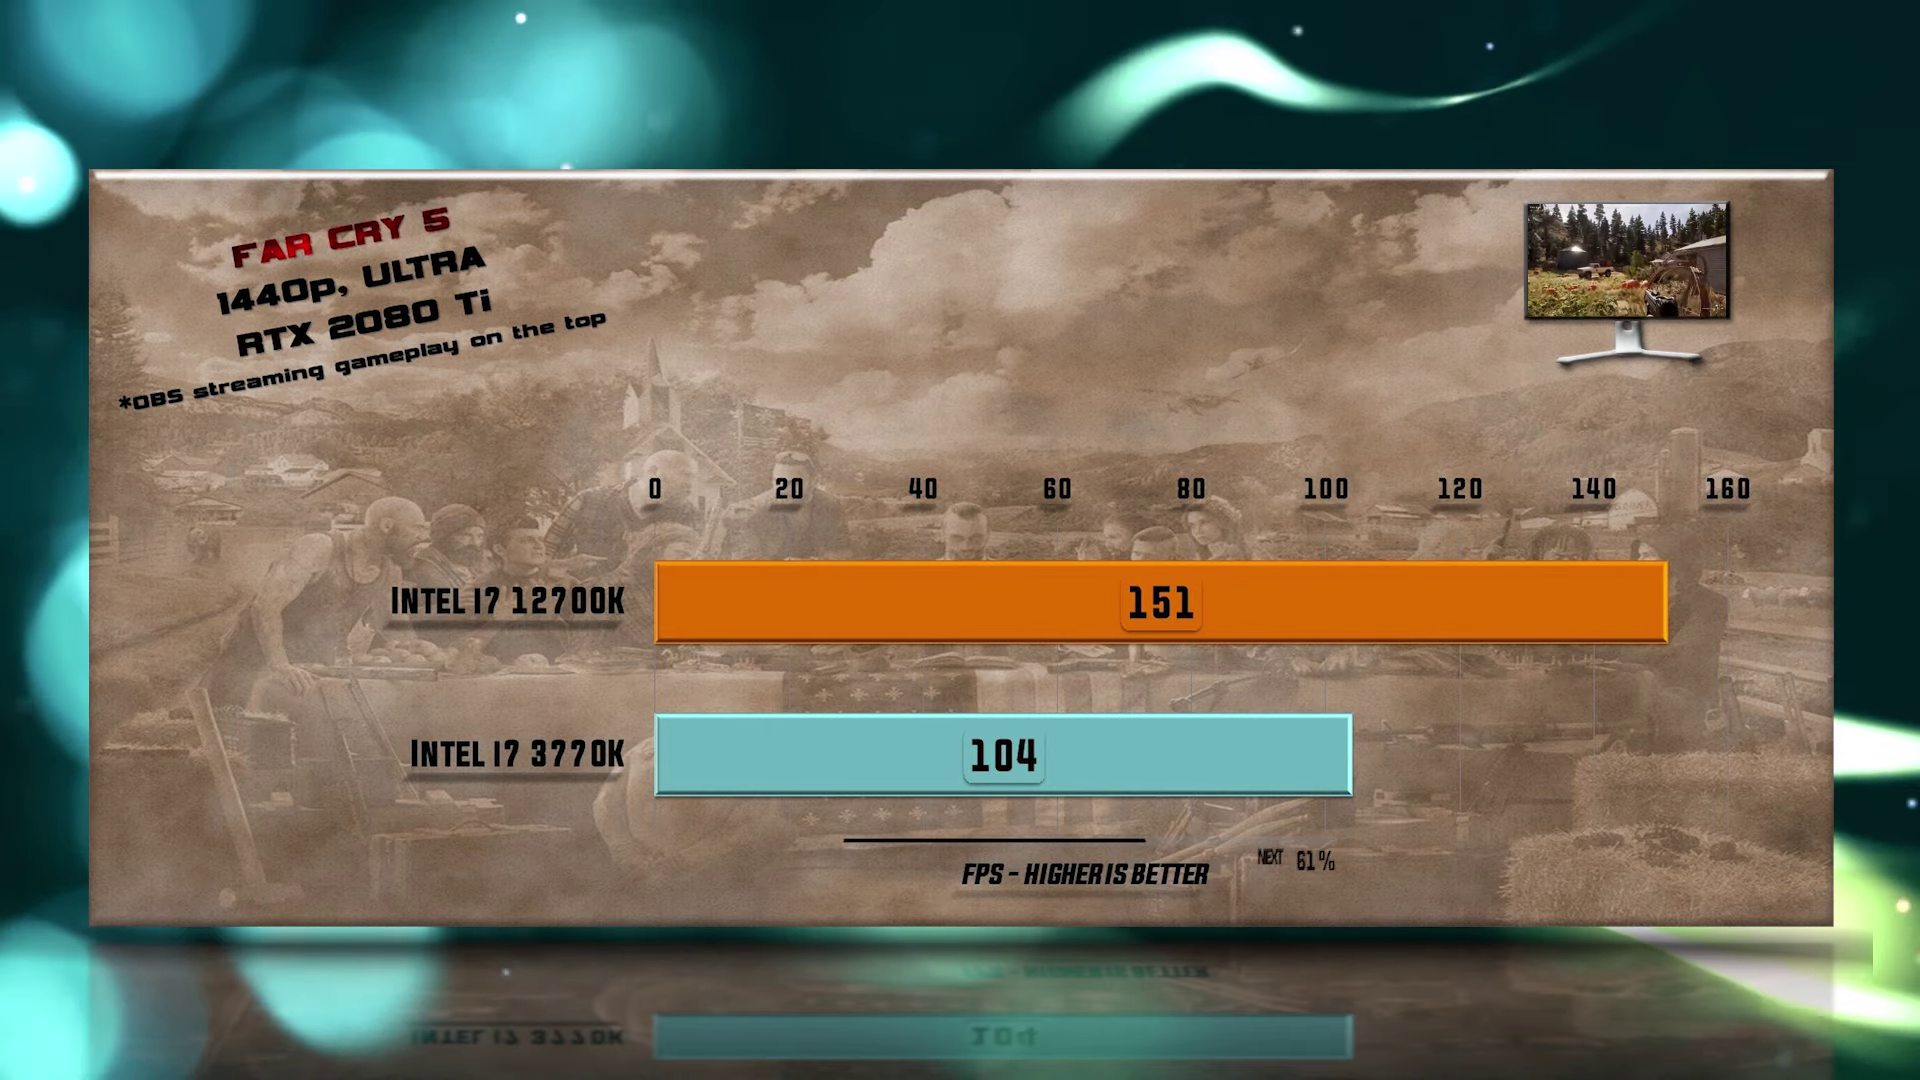 FAR CRY 5
1440p, ULTRA
RTX 2080 Ti
*OBS streaming gameplay on the top
0 20 40 60 80 100 120 140 160
INTEL I7 12700K 151
INTEL I7 3770K 104
FPS - HIGHER IS BETTER
NEXT 61%